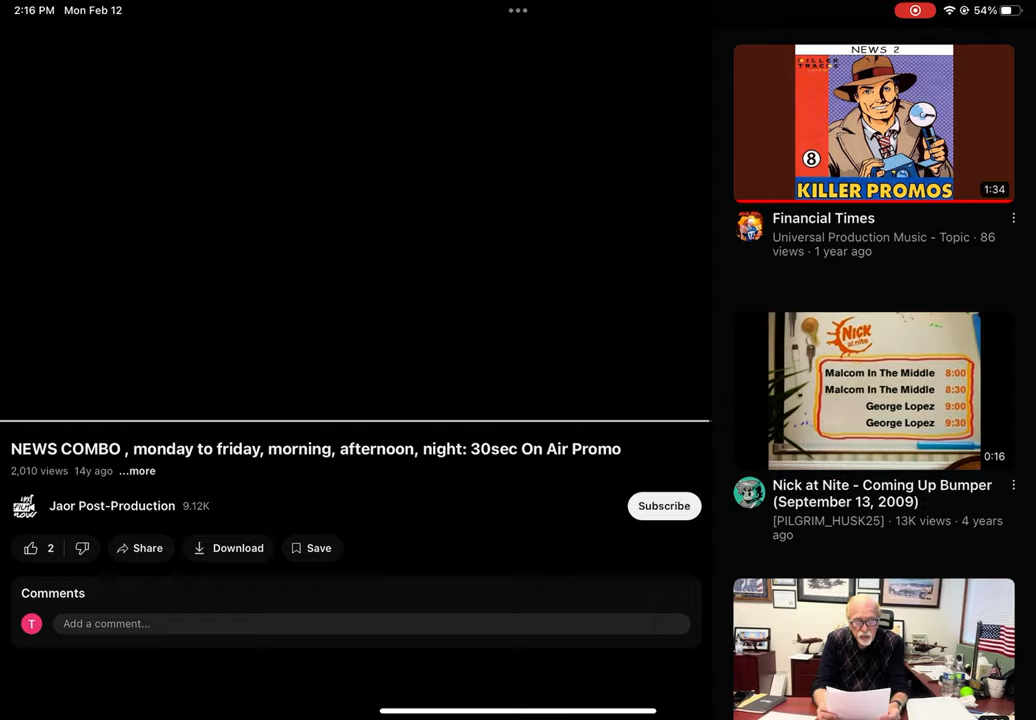 2:16 PM Mon Feb 12
54%
NEWS 2
KILLER
TRACKS
8
KILLER PROMOS
1:34
Financial Times
Universal Production Music - Topic · 86
views · 1 year ago
nick
at nite
Malcom In The Middle 8:00
Malcom In The Middle 8:30
George Lopez 9:00
George Lopez 9:30
0:16
Nick at Nite - Coming Up Bumper
(September 13, 2009)
[PILGRIM_HUSK25] · 13K views · 4 years
ago
NEWS COMBO , monday to friday, morning, afternoon, night: 30sec On Air Promo
2,010 views 14y ago ...more
Jaor Post-Production 9.12K
Subscribe
2
Share
Download
Save
Comments
T
Add a comment...